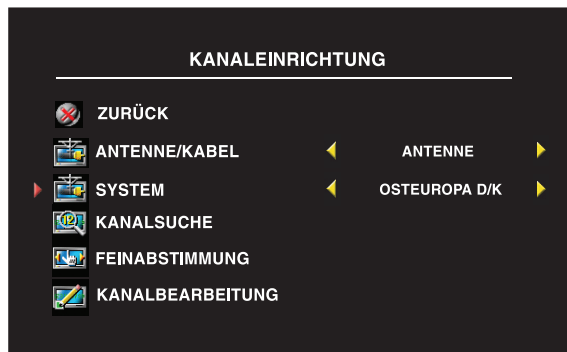 KANALEINRICHTUNG
ZURÜCK
ANTENNE/KABEL ANTENNE
SYSTEM OSTEUROPA D/K
KANALSUCHE
FEINABSTIMMUNG
KANALBEARBEITUNG